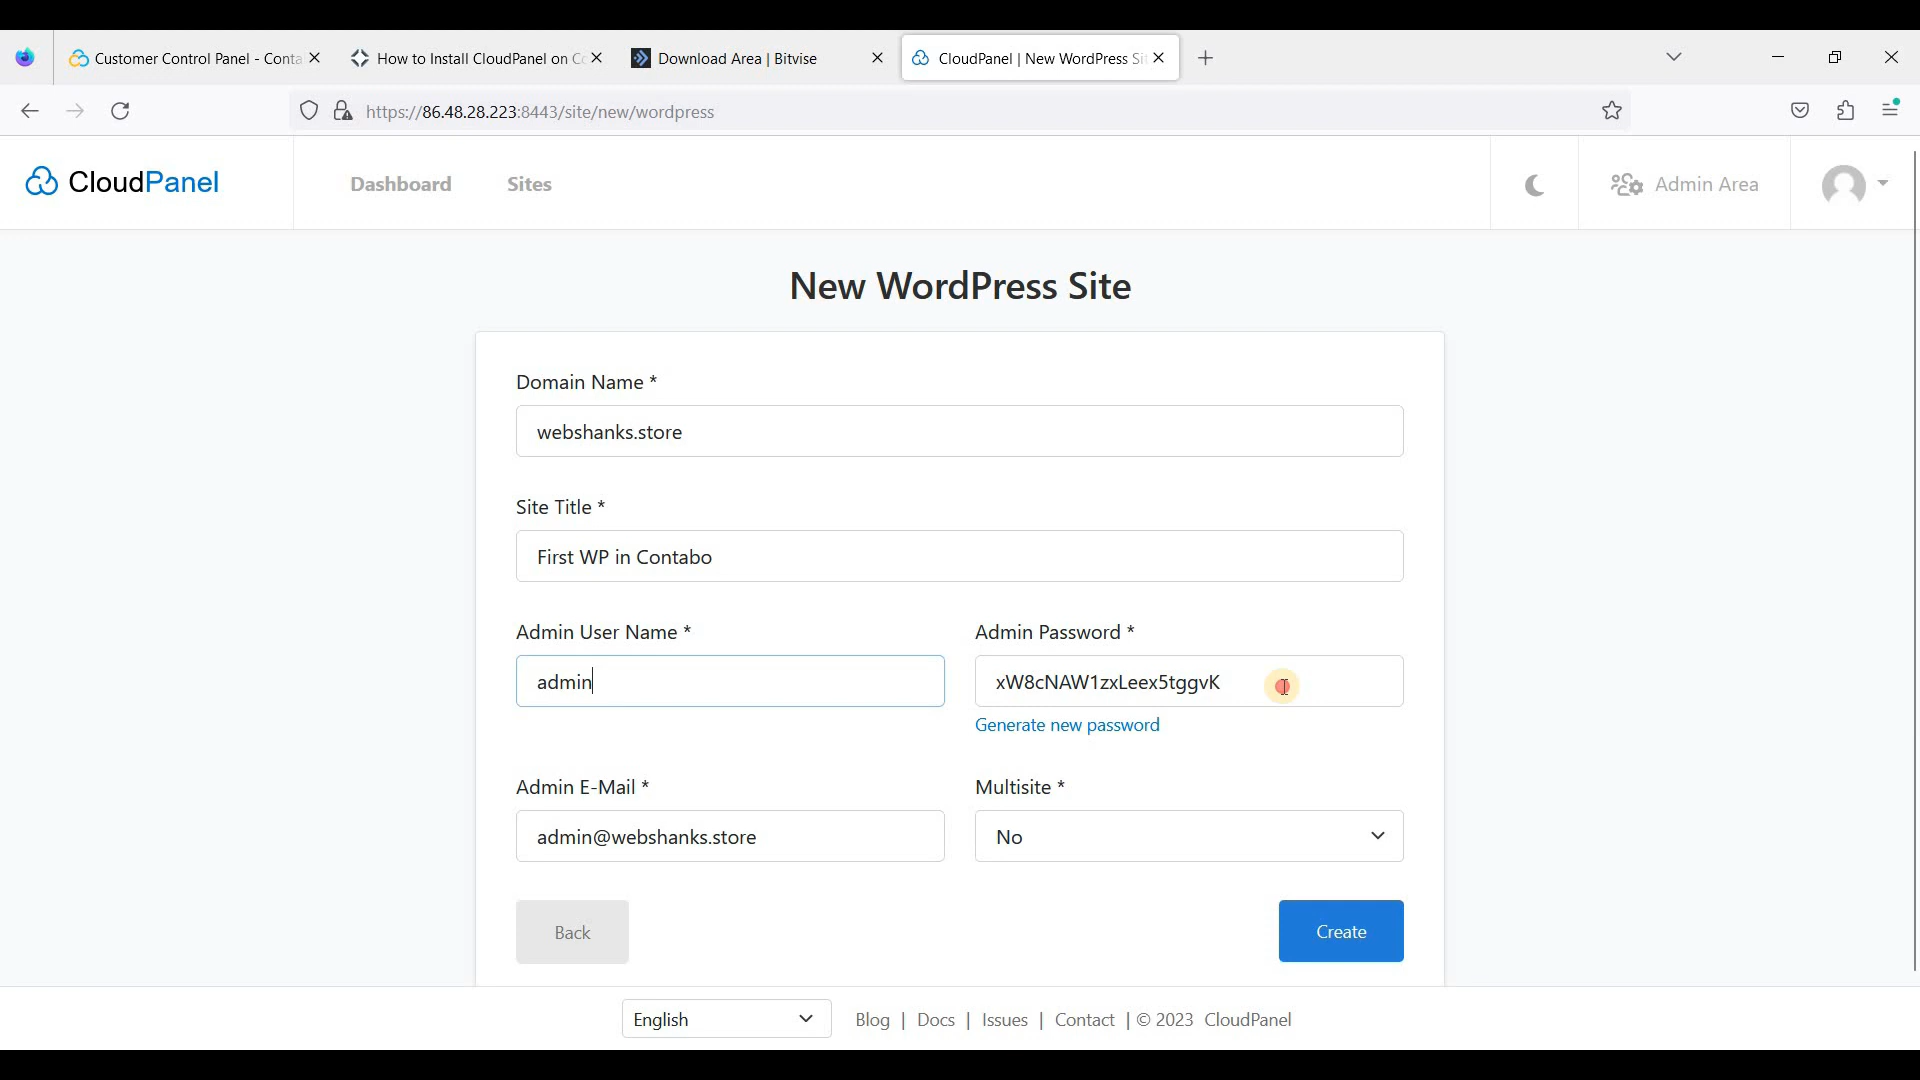 Customer Control Panel - Conta
How to Install CloudPanel on Co
Download Area | Bitvise
CloudPanel | New WordPress Sit
https://86.48.28.223:8443/site/new/wordpress
CloudPanel
Dashboard
Sites
Admin Area
New WordPress Site
Domain Name *
webshanks.store
Site Title *
First WP in Contabo
Admin User Name *
Admin Password *
admin
xW8cNAW1zxLeex5tggvK
Generate new password
Admin E-Mail *
Multisite *
admin@webshanks.store
No
Back
Create
English
Blog | Docs | Issues | Contact | © 2023 CloudPanel